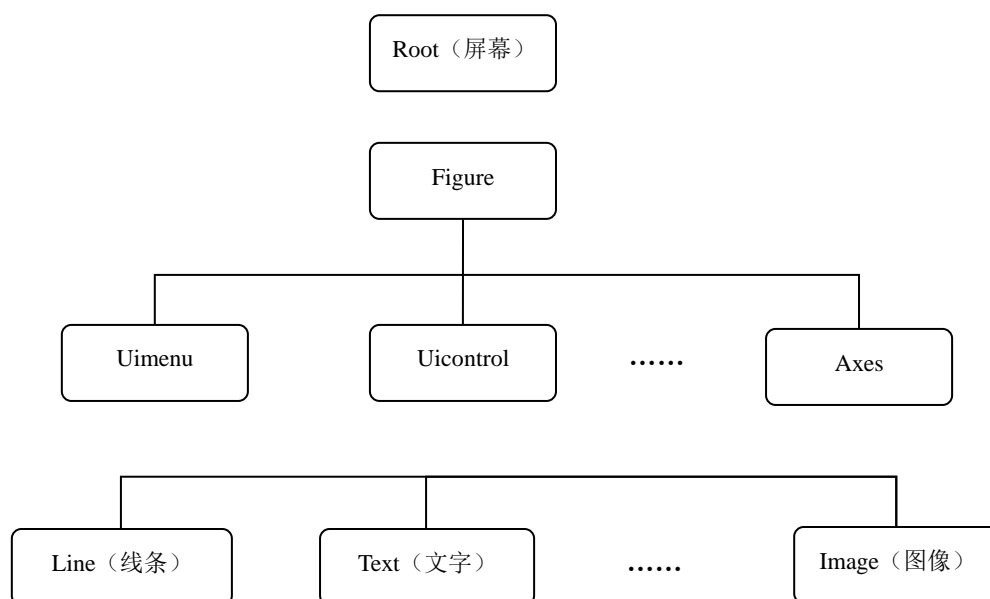 Root（屏幕）
Figure
Uimenu
Uicontrol
……
Axes
Line（线条）
Text（文字）
……
Image（图像）